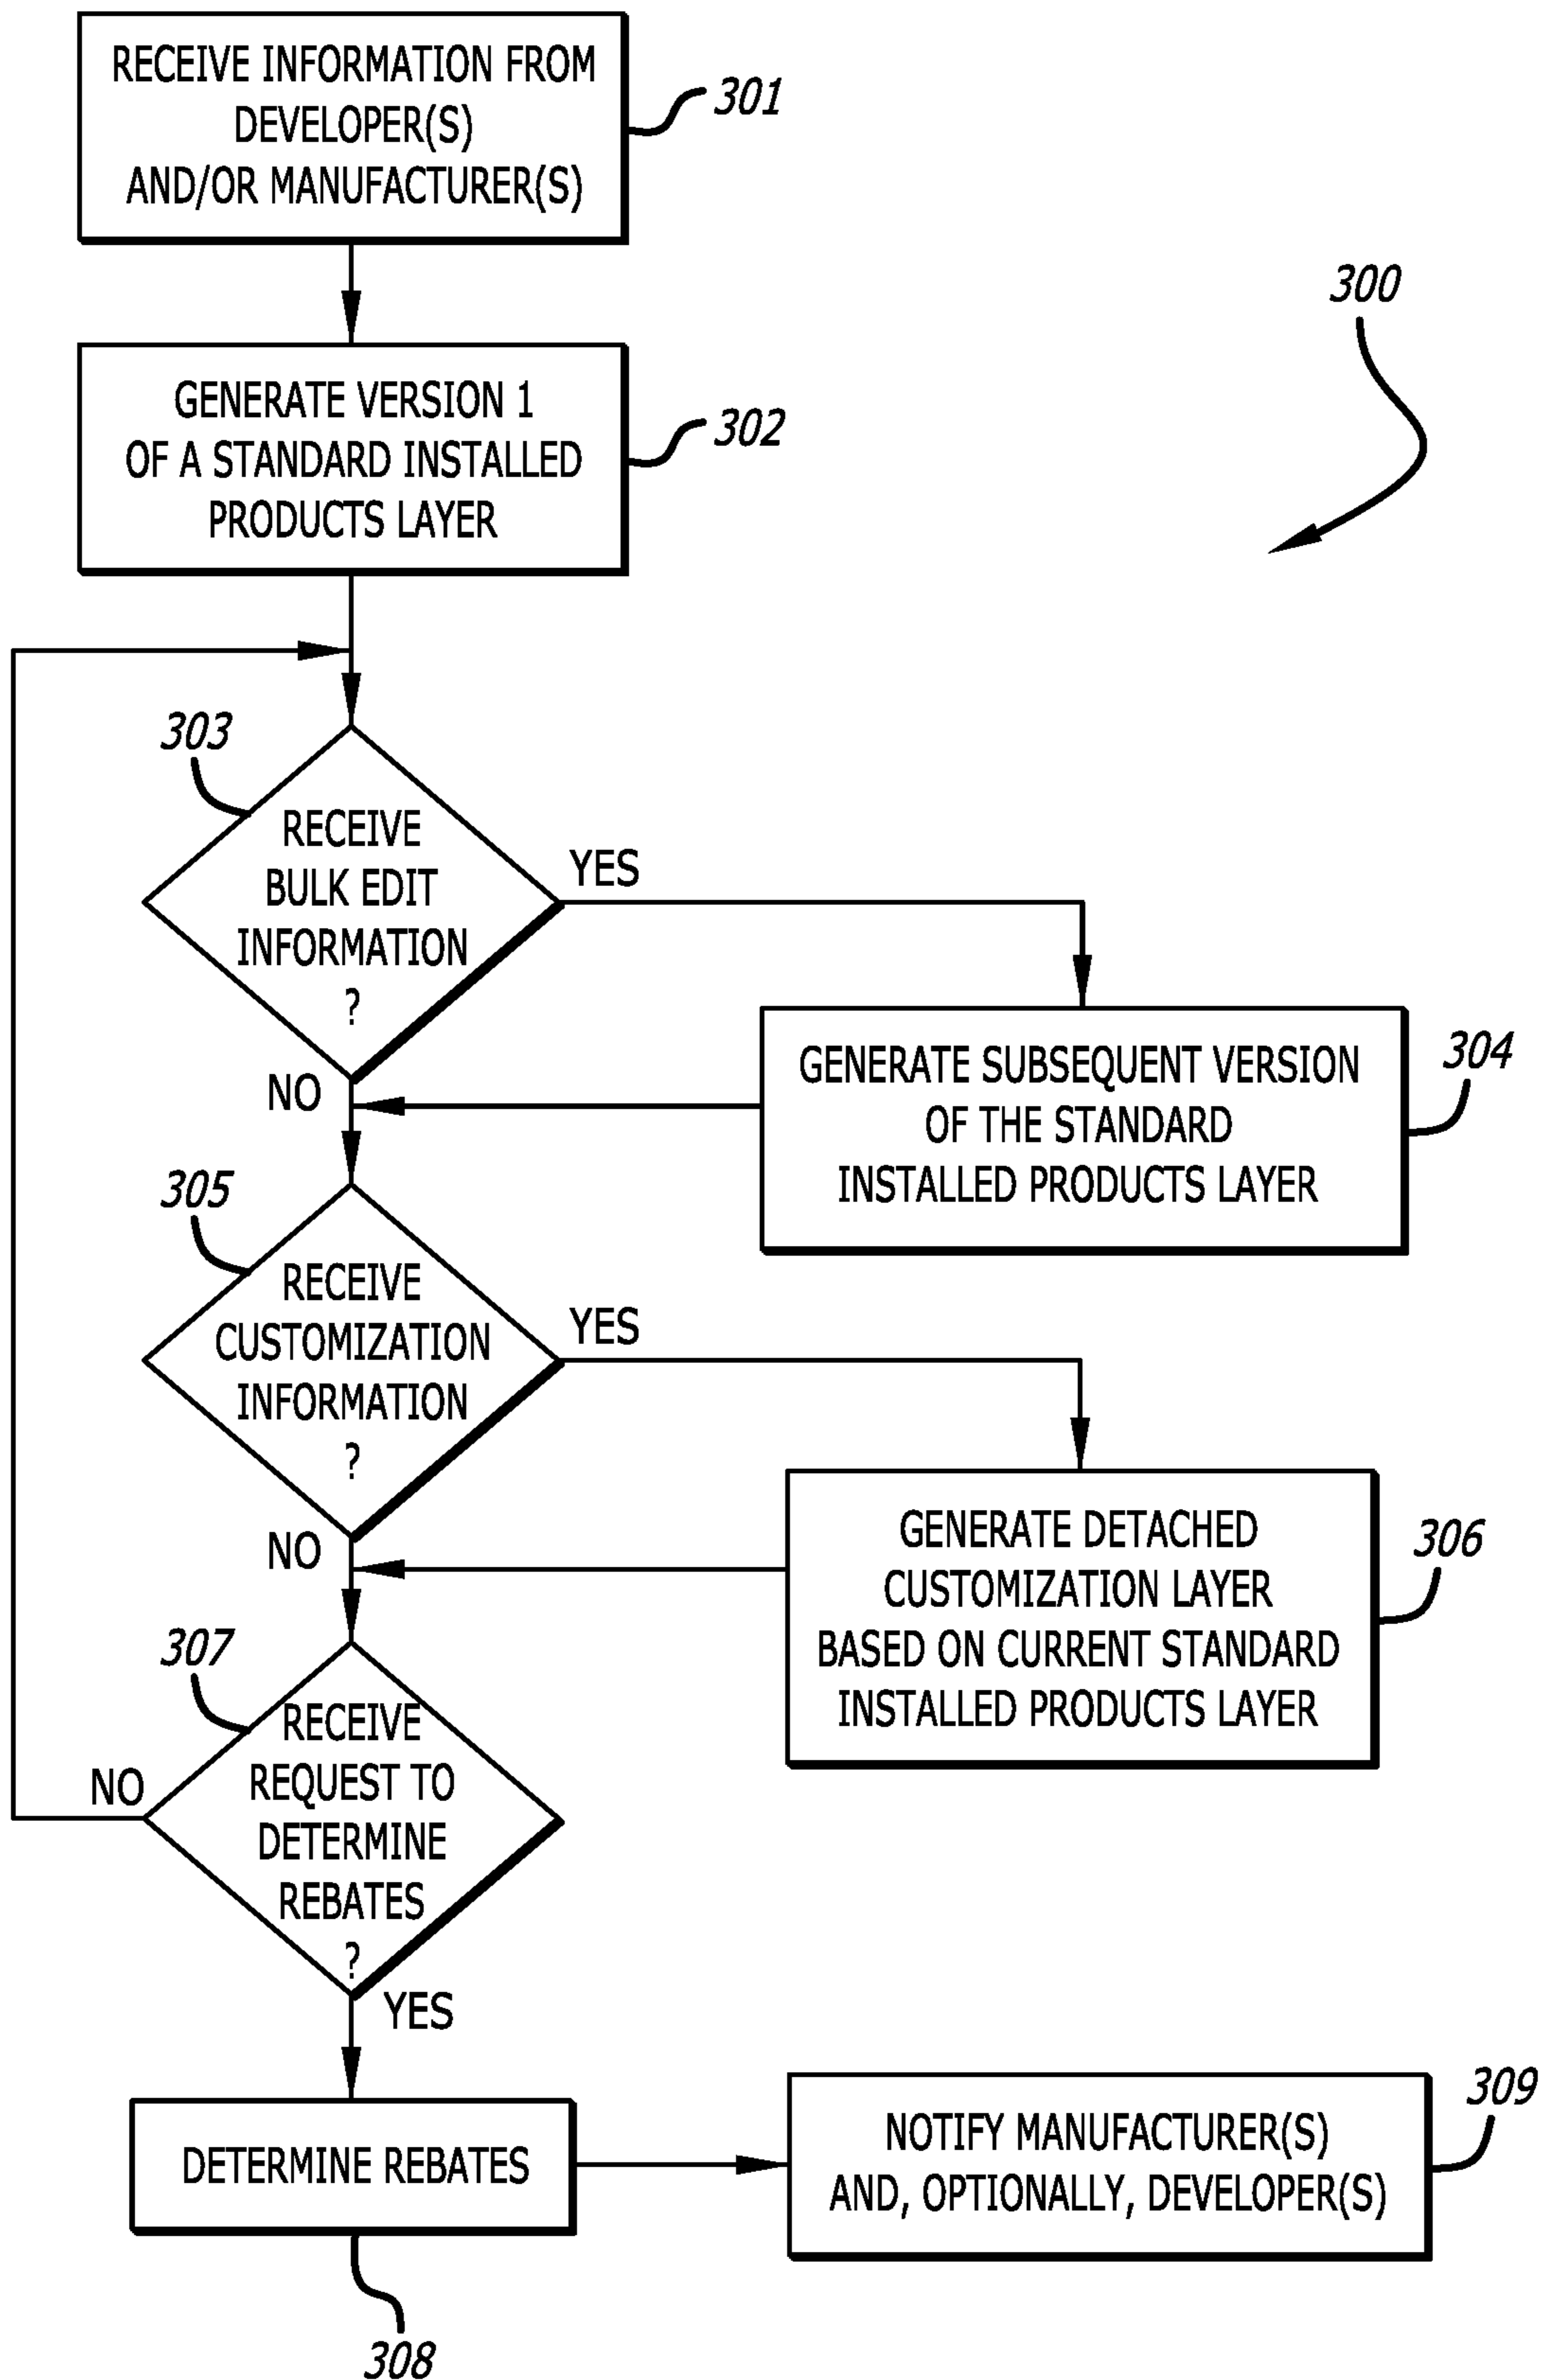 RECEIVE INFORMATION FROM
DEVELOPER(S)
AND/OR MANUFACTURER(S)
301
300
GENERATE VERSION 1
OF A STANDARD INSTALLED
PRODUCTS LAYER
302
303
RECEIVE
BULK EDIT
INFORMATION
?
YES
NO
GENERATE SUBSEQUENT VERSION
OF THE STANDARD
INSTALLED PRODUCTS LAYER
304
305
RECEIVE
CUSTOMIZATION
INFORMATION
?
YES
NO
GENERATE DETACHED
CUSTOMIZATION LAYER
BASED ON CURRENT STANDARD
INSTALLED PRODUCTS LAYER
306
307
RECEIVE
REQUEST TO
DETERMINE
REBATES
?
NO
YES
DETERMINE REBATES
308
NOTIFY MANUFACTURER(S)
AND, OPTIONALLY, DEVELOPER(S)
309